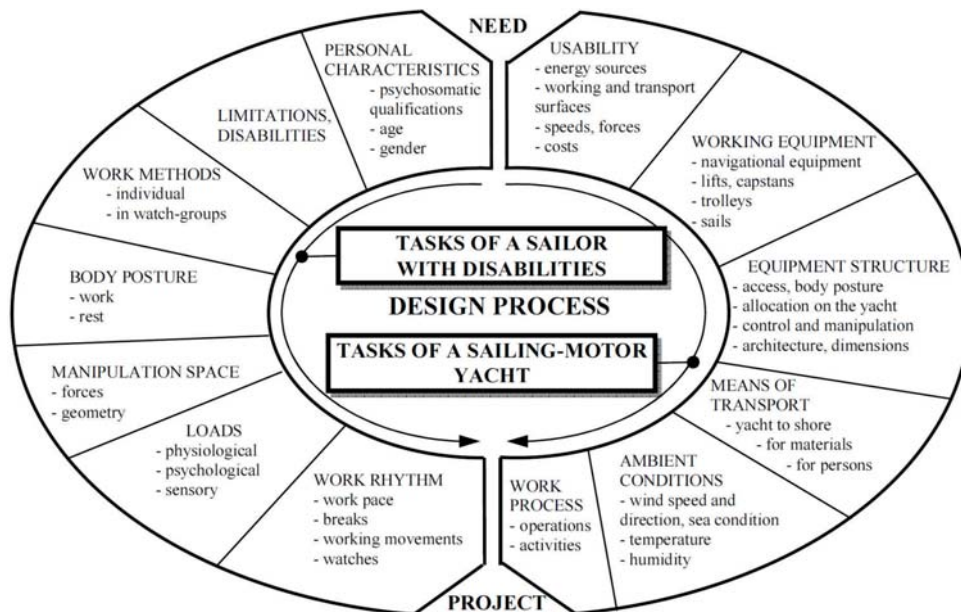 NEED
PERSONAL
CHARACTERISTICS
- psychosomatic
qualifications
- age
- gender
LIMITATIONS,
DISABILITIES
WORK METHODS
- individual
- in watch-groups
BODY POSTURE
- work
- rest
MANIPULATION SPACE
- forces
- geometry
LOADS
- physiological
- psychological
- sensory
WORK RHYTHM
- work pace
- breaks
- working movements
- watches
USABILITY
- energy sources
- working and transport
surfaces
- speeds, forces
- costs
WORKING EQUIPMENT
- navigational equipment
- lifts, capstans
- trolleys
- sails
EQUIPMENT STRUCTURE
- access, body posture
- allocation on the yacht
- control and manipulation
- architecture, dimensions
MEANS OF
TRANSPORT
- yacht to shore
- for materials
- for persons
AMBIENT
CONDITIONS
- wind speed and
direction, sea condition
- temperature
- humidity
WORK
PROCESS
- operations
- activities
TASKS OF A SAILOR
WITH DISABILITIES
DESIGN PROCESS
TASKS OF A SAILING-MOTOR
YACHT
PROJECT